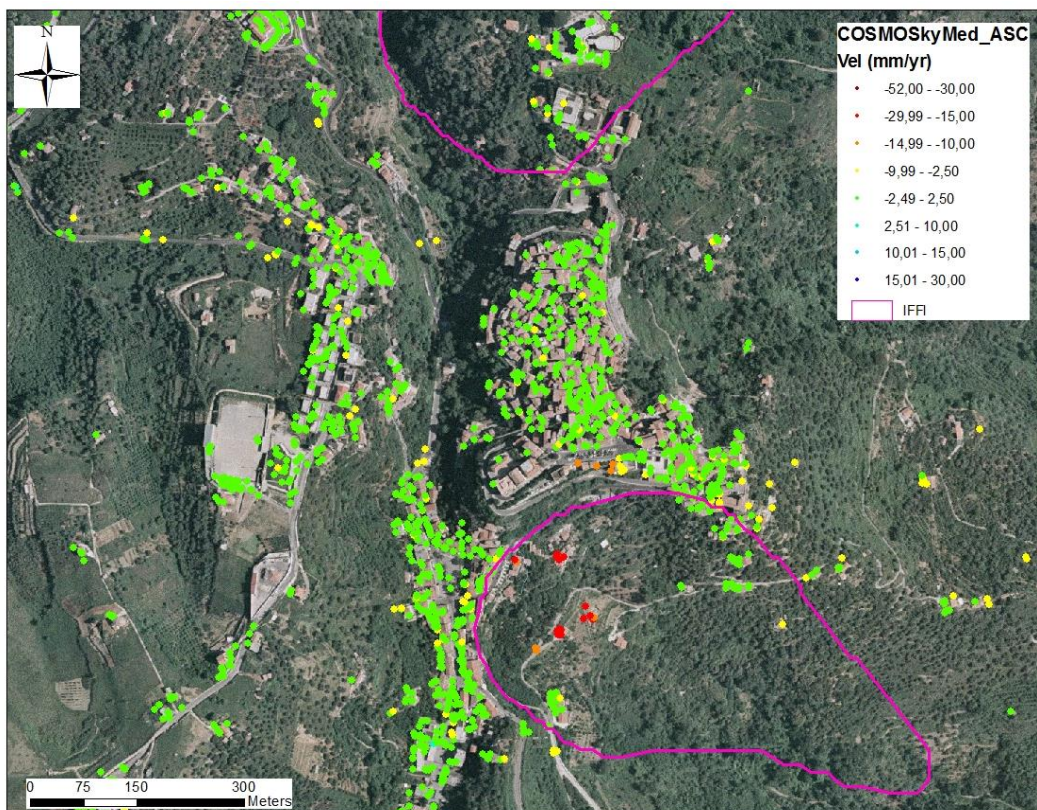 N
COSMOSkyMed_ASC
Vel (mm/yr)
-52,00 - -30,00
-29,99 - -15,00
-14,99 - -10,00
-9,99 - -2,50
-2,49 - 2,50
2,51 - 10,00
10,01 - 15,00
15,01 - 30,00
IFFI
0 75 150 300
Meters